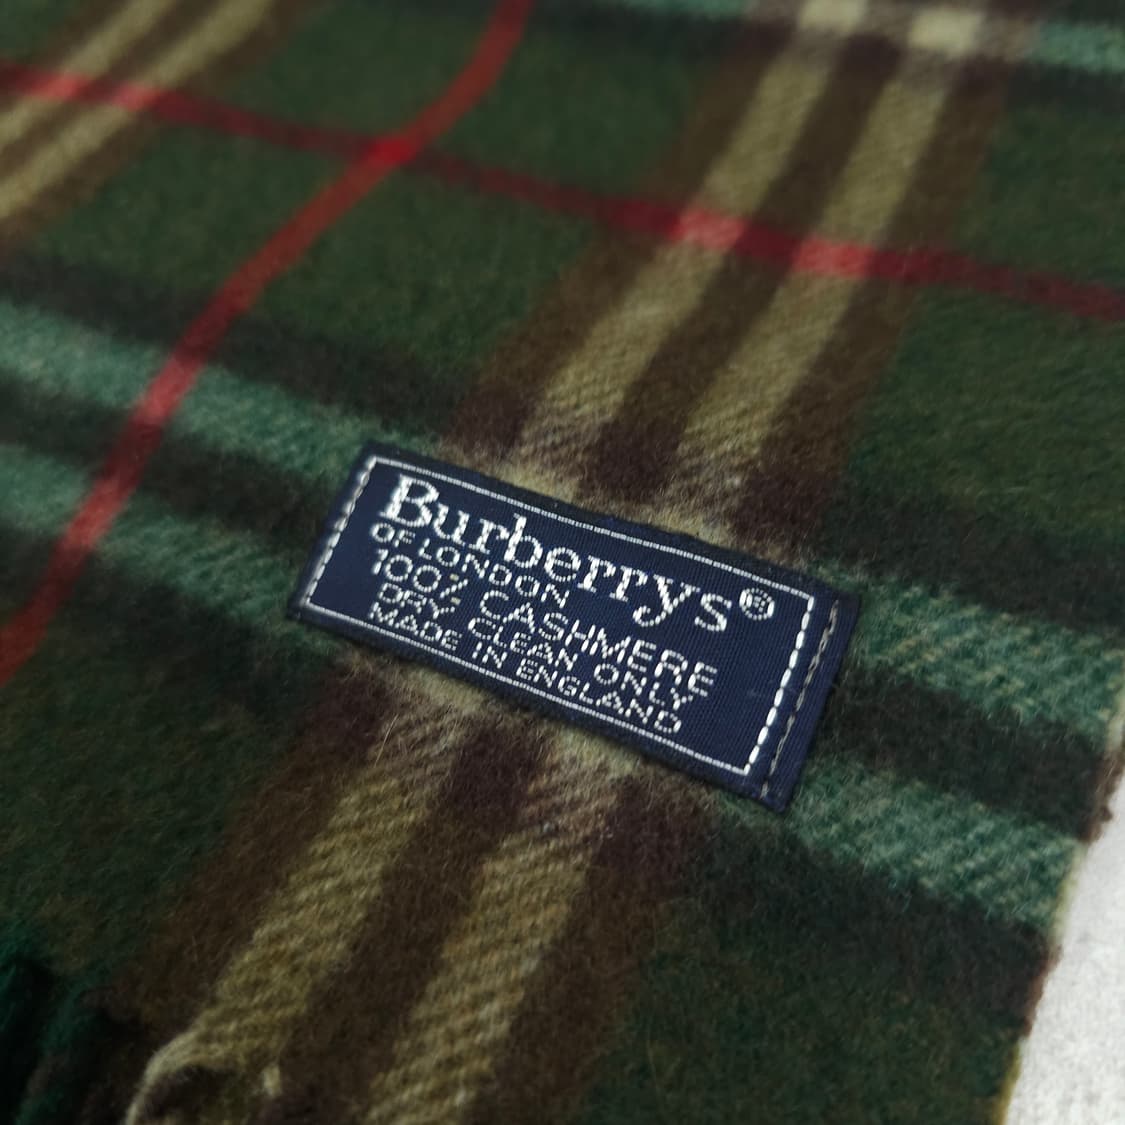 Burberrys®
OF LONDON
100% CASHMERE
DRY CLEAN ONLY
MADE IN ENGLAND